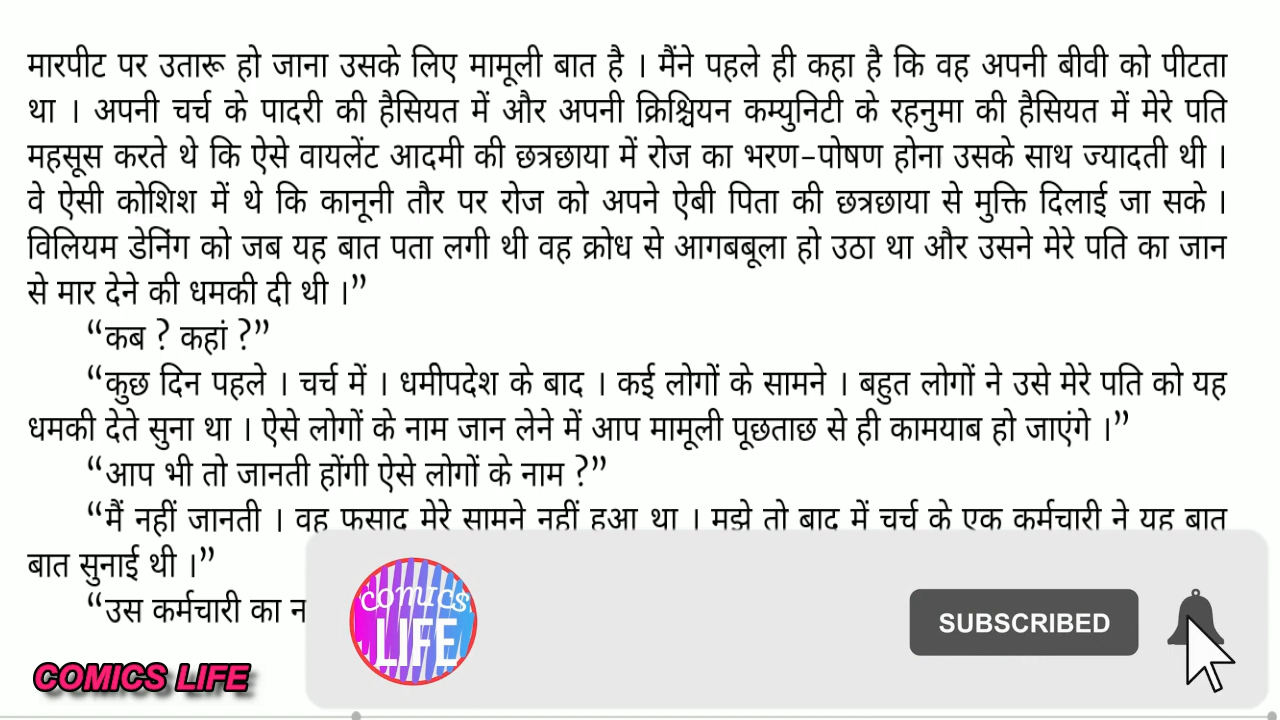 मारपीट पर उतारू हो जाना उसके लिए मामूली बात है । मैंने पहले ही कहा है कि वह अपनी बीवी को पीटता
था । अपनी चर्च के पादरी की हैसियत में और अपनी क्रिश्चियन कम्युनिटी के रहनुमा की हैसियत में मेरे पति
महसूस करते थे कि ऐसे वायलेंट आदमी की छत्रछाया में रोज का भरण-पोषण होना उसके साथ ज्यादती थी ।
वे ऐसी कोशिश में थे कि कानूनी तौर पर रोज को अपने ऐबी पिता की छत्रछाया से मुक्ति दिलाई जा सके ।
विलियम डेनिंग को जब यह बात पता लगी थी वह क्रोध से आगबबूला हो उठा था और उसने मेरे पति का जान
से मार देने की धमकी दी थी ।”
“कब ? कहां ?”
“कुछ दिन पहले । चर्च में । धमीपदेश के बाद । कई लोगों के सामने । बहुत लोगों ने उसे मेरे पति को यह
धमकी देते सुना था । ऐसे लोगों के नाम जान लेने में आप मामूली पूछताछ से ही कामयाब हो जाएंगे ।”
“आप भी तो जानती होंगी ऐसे लोगों के नाम ?”
“मैं नहीं जानती । वह फसाद मेरे सामने नहीं हुआ था । मुझे तो बाद में चर्च के एक कर्मचारी ने यह बात
बात सुनाई थी ।”
“उस कर्मचारी का
comics
LIFE
SUBSCRIBED
COMICS LIFE